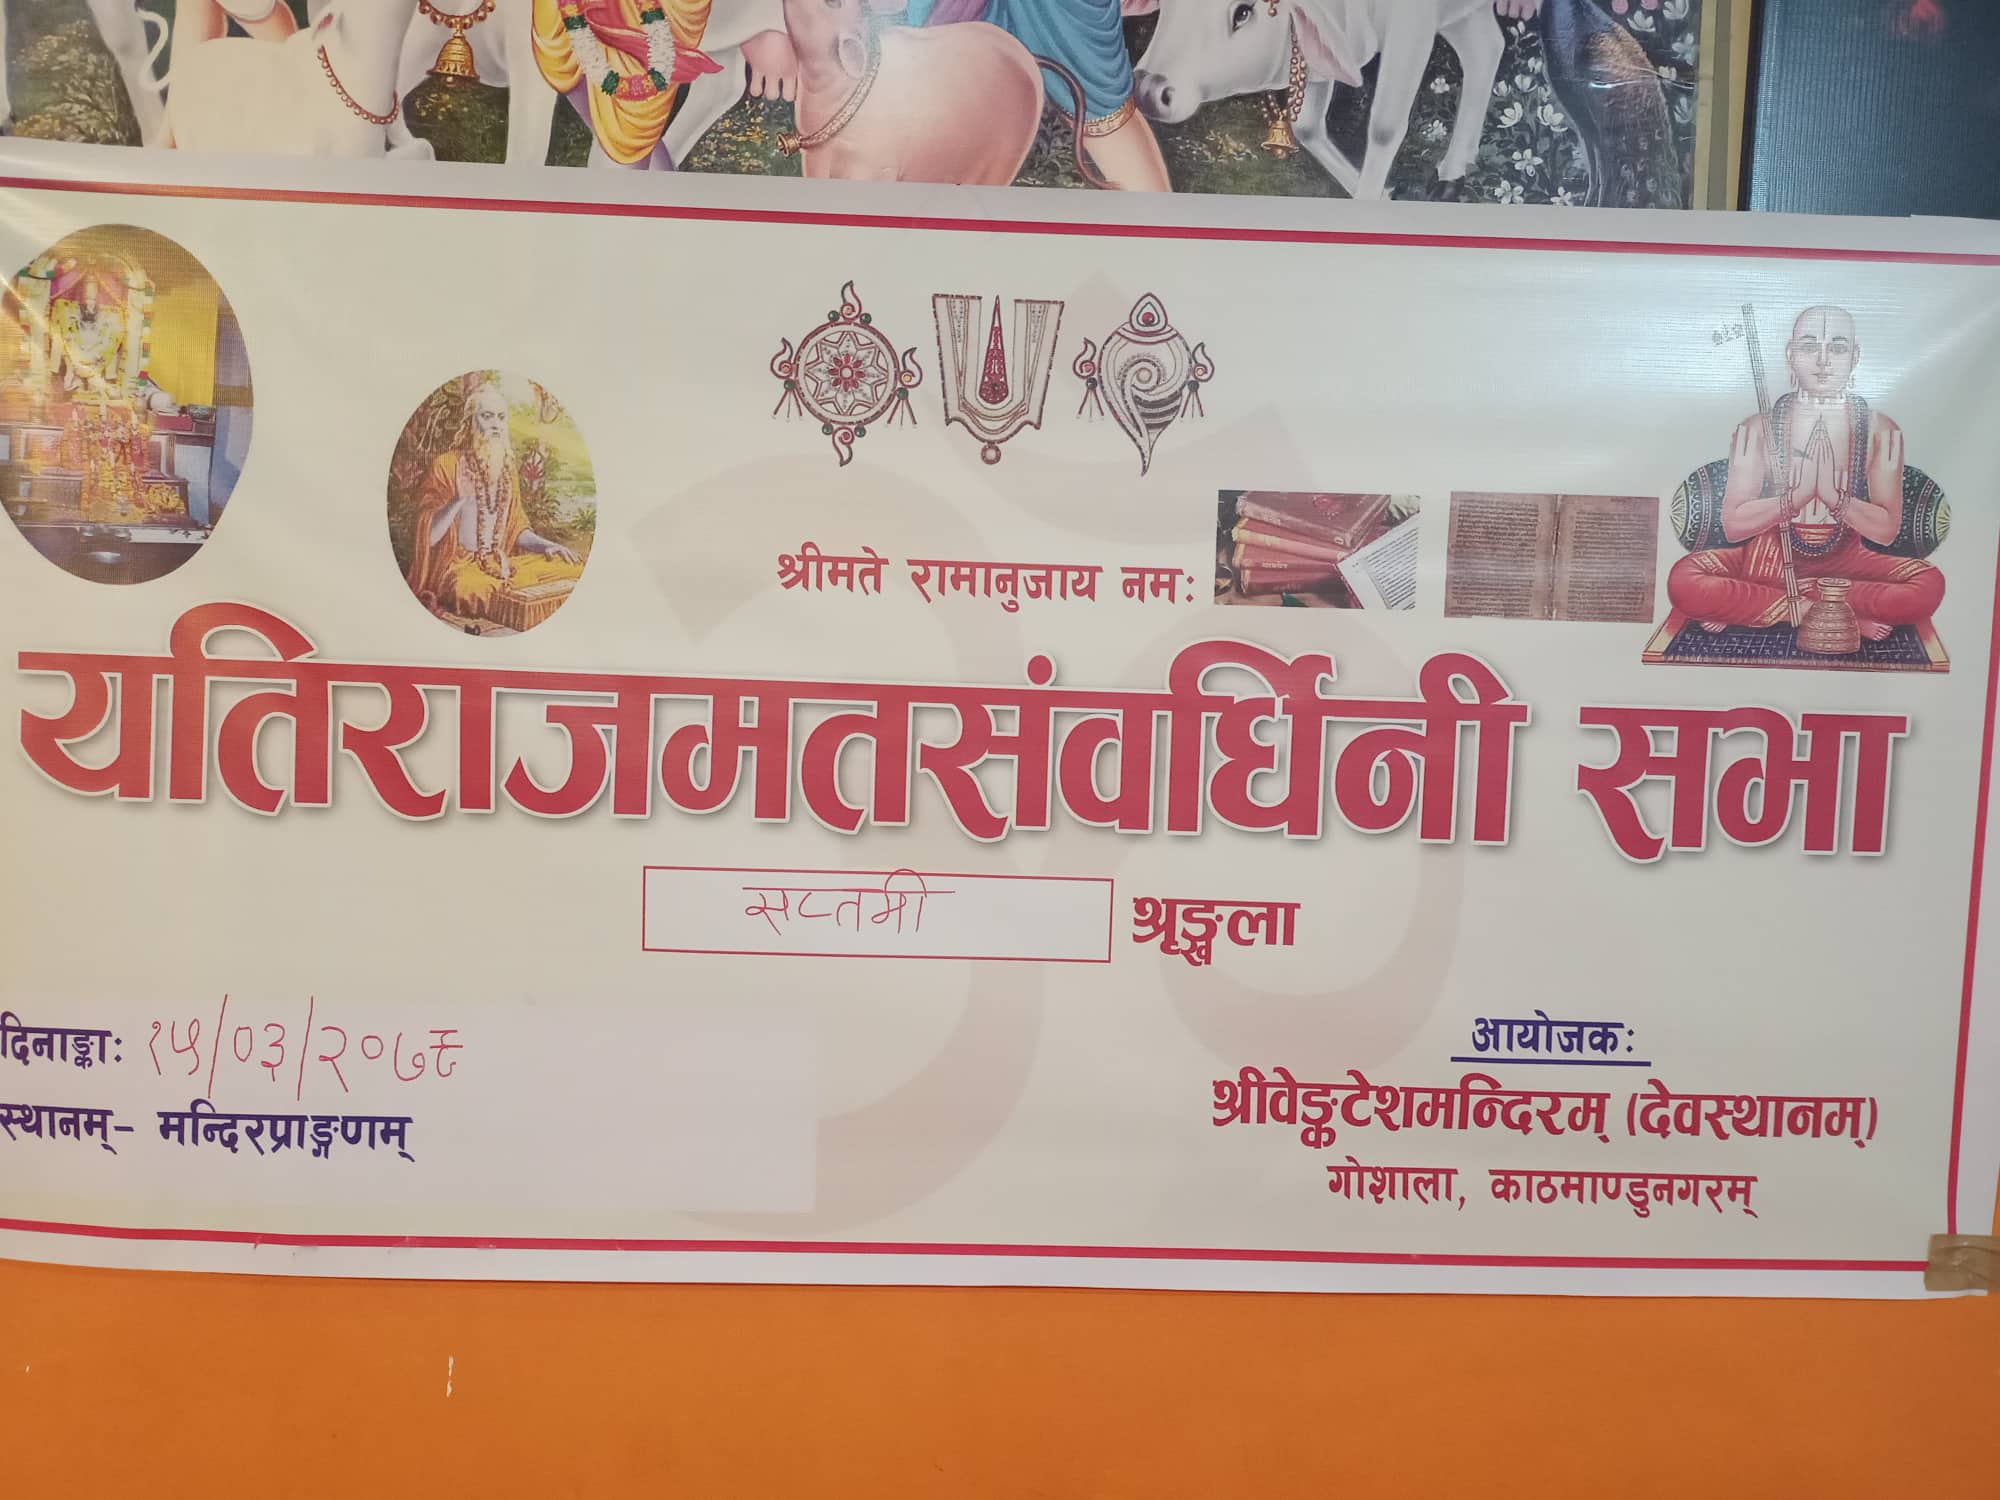 श्रीमते रामानुजाय नमः
यतिराजमतसंवर्धिनी सभा
सप्तमी शृङ्खला
दिनाङ्कः १५/०३/२०७९
स्थानम्- मन्दिरप्राङ्गणम्
आयोजकः
श्रीवेङ्कटेशमन्दिरम् (देवस्थानम्)
गोशाला, काठमाण्डुनगरम्